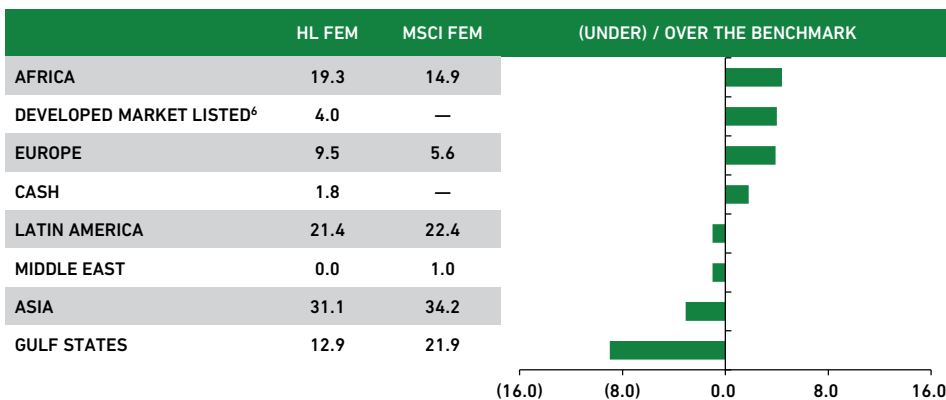 HL FEM MSCI FEM (UNDER) / OVER THE BENCHMARK
AFRICA 19.3 14.9
DEVELOPED MARKET LISTED⁶ 4.0 —
EUROPE 9.5 5.6
CASH 1.8 —
LATIN AMERICA 21.4 22.4
MIDDLE EAST 0.0 1.0
ASIA 31.1 34.2
GULF STATES 12.9 21.9
(16.0) (8.0) 0.0 8.0 16.0